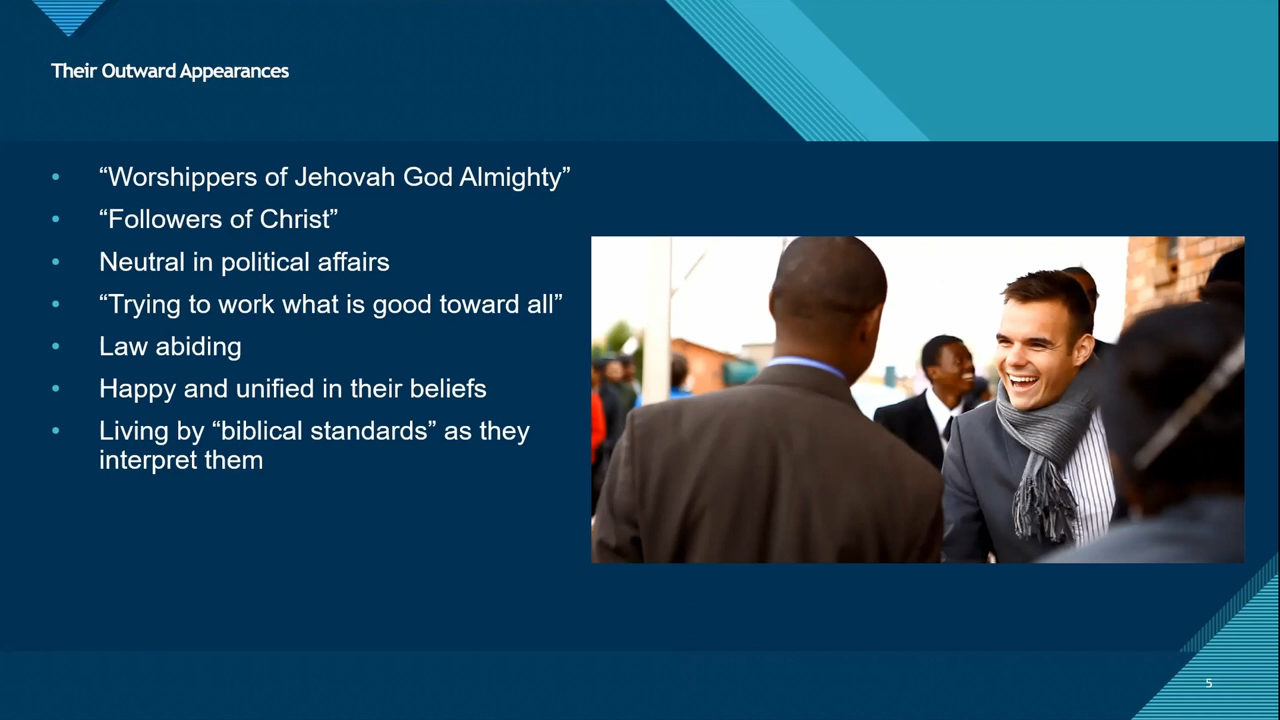 Their Outward Appearances
• “Worshippers of Jehovah God Almighty”
• “Followers of Christ”
• Neutral in political affairs
• “Trying to work what is good toward all”
• Law abiding
• Happy and unified in their beliefs
• Living by “biblical standards” as they
interpret them
5